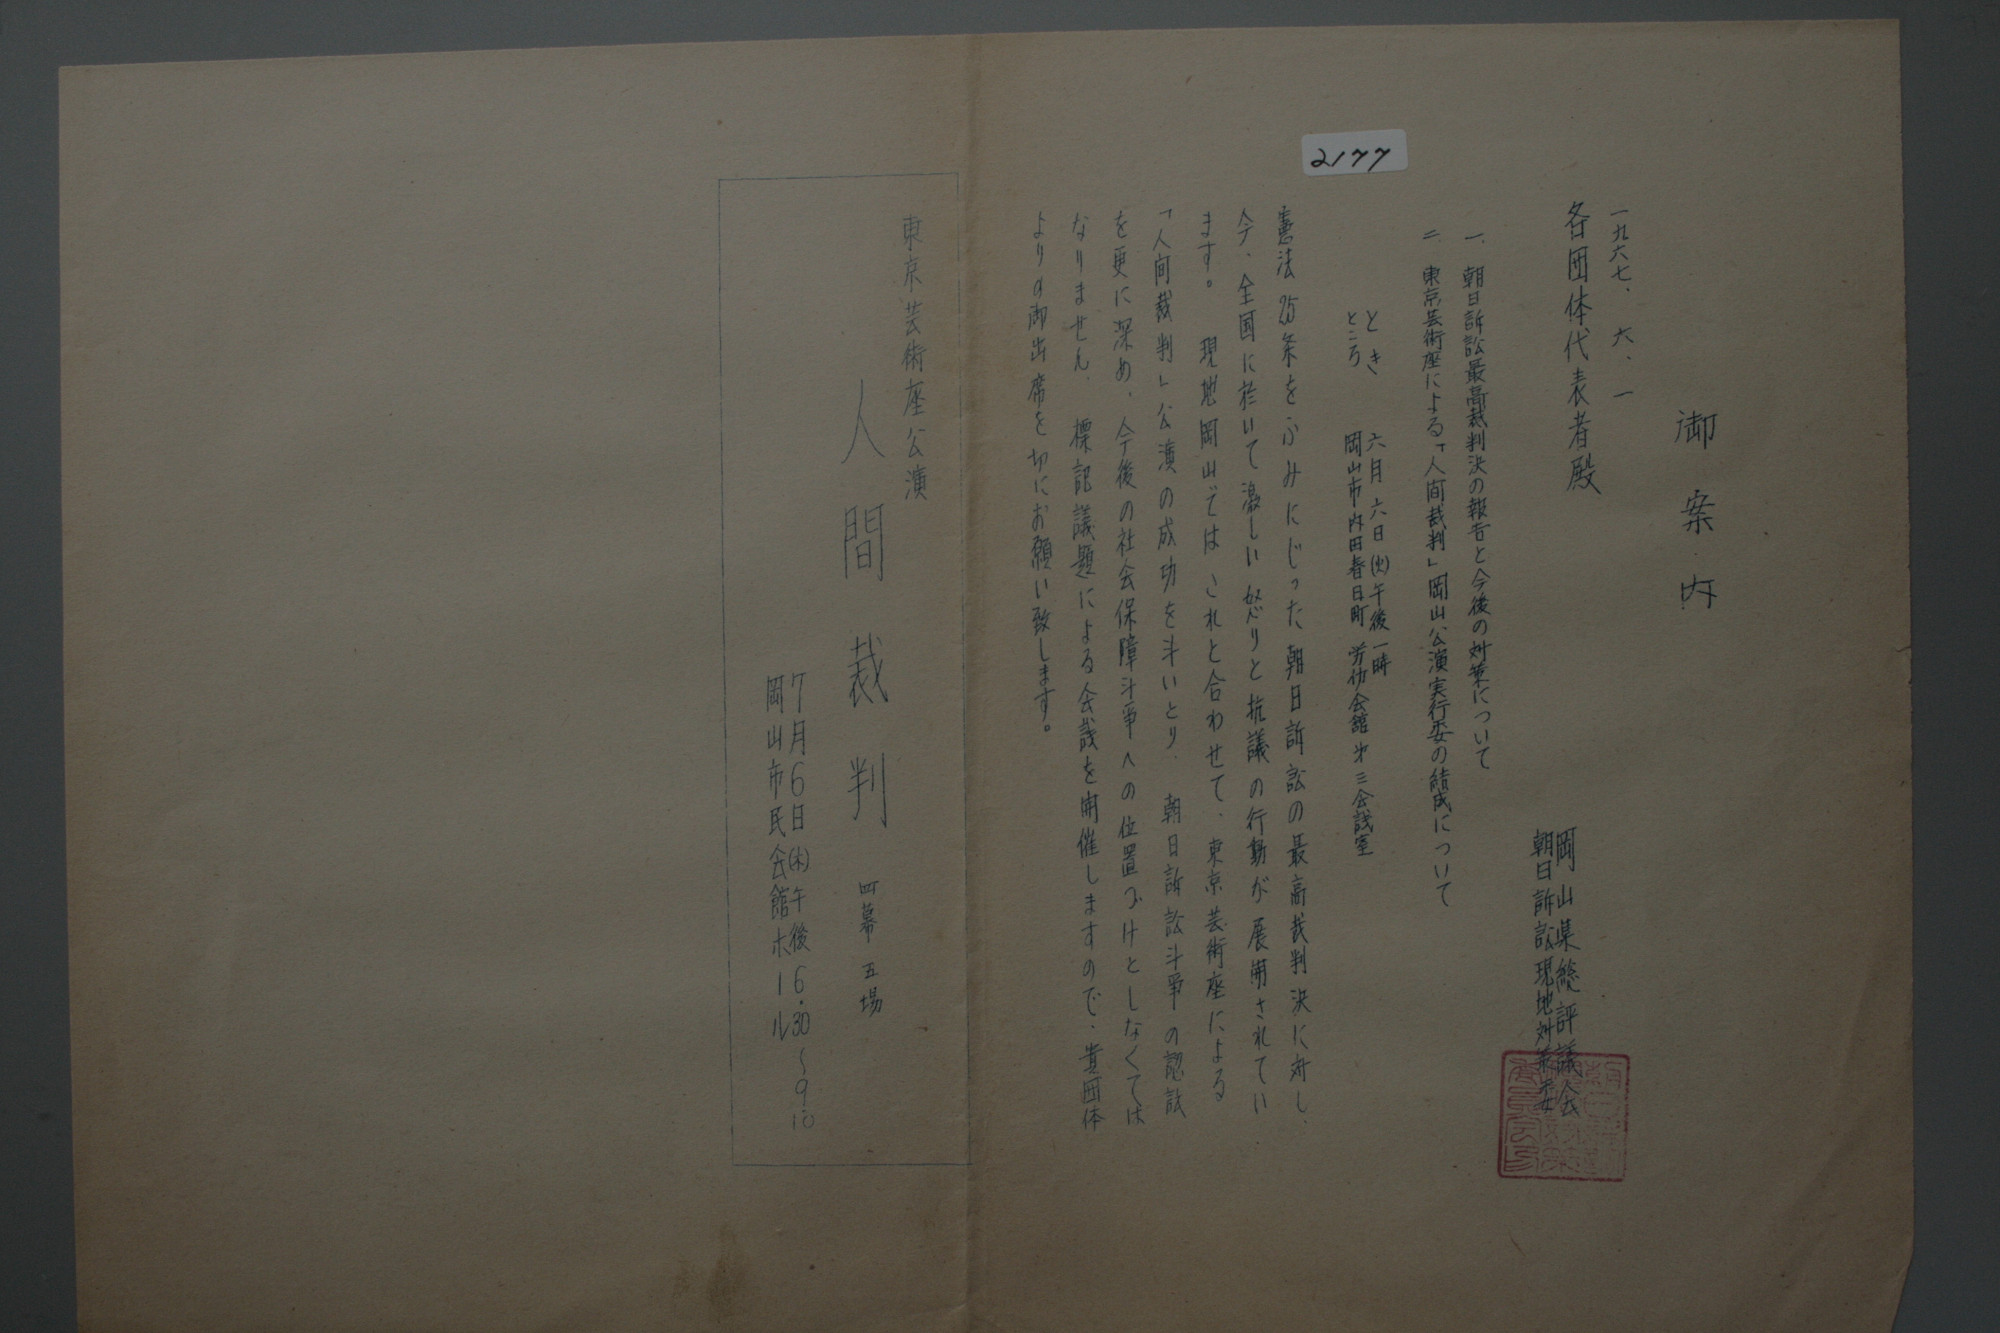 2177
御案内
一九六七、六、一
各団体代表者殿
岡山県総評議会
朝日訴訟現地対策委
一、朝日訴訟最高裁判決の報告と今後の対策について
二、東京芸術座による「人间裁判」岡山公演実行委の結成について
とき 六月六日(火)午後一時
ところ 岡山市内田春日町 労仂会館 才三会議室
憲法25条をふみにじった朝日訴訟の最高裁判決に対し、
今、全国に於いて激しい怒りと抗議の行動が展開されてい
ます。 現地岡山ではこれと合わせて、東京芸術座による
「人间裁判」公演の成功を斗いとり、朝日訴訟斗争の認識
を更に深め、今後の社会保障斗争への位置づけとしなくては
なりません。標記議題による会議を開催しますので、貴団体
よりの御出席を切にお願い致します。
東京芸術座公演
人間裁判 四幕五場
7月6日(木)午後6.30〜9.
岡山市民会館ホール